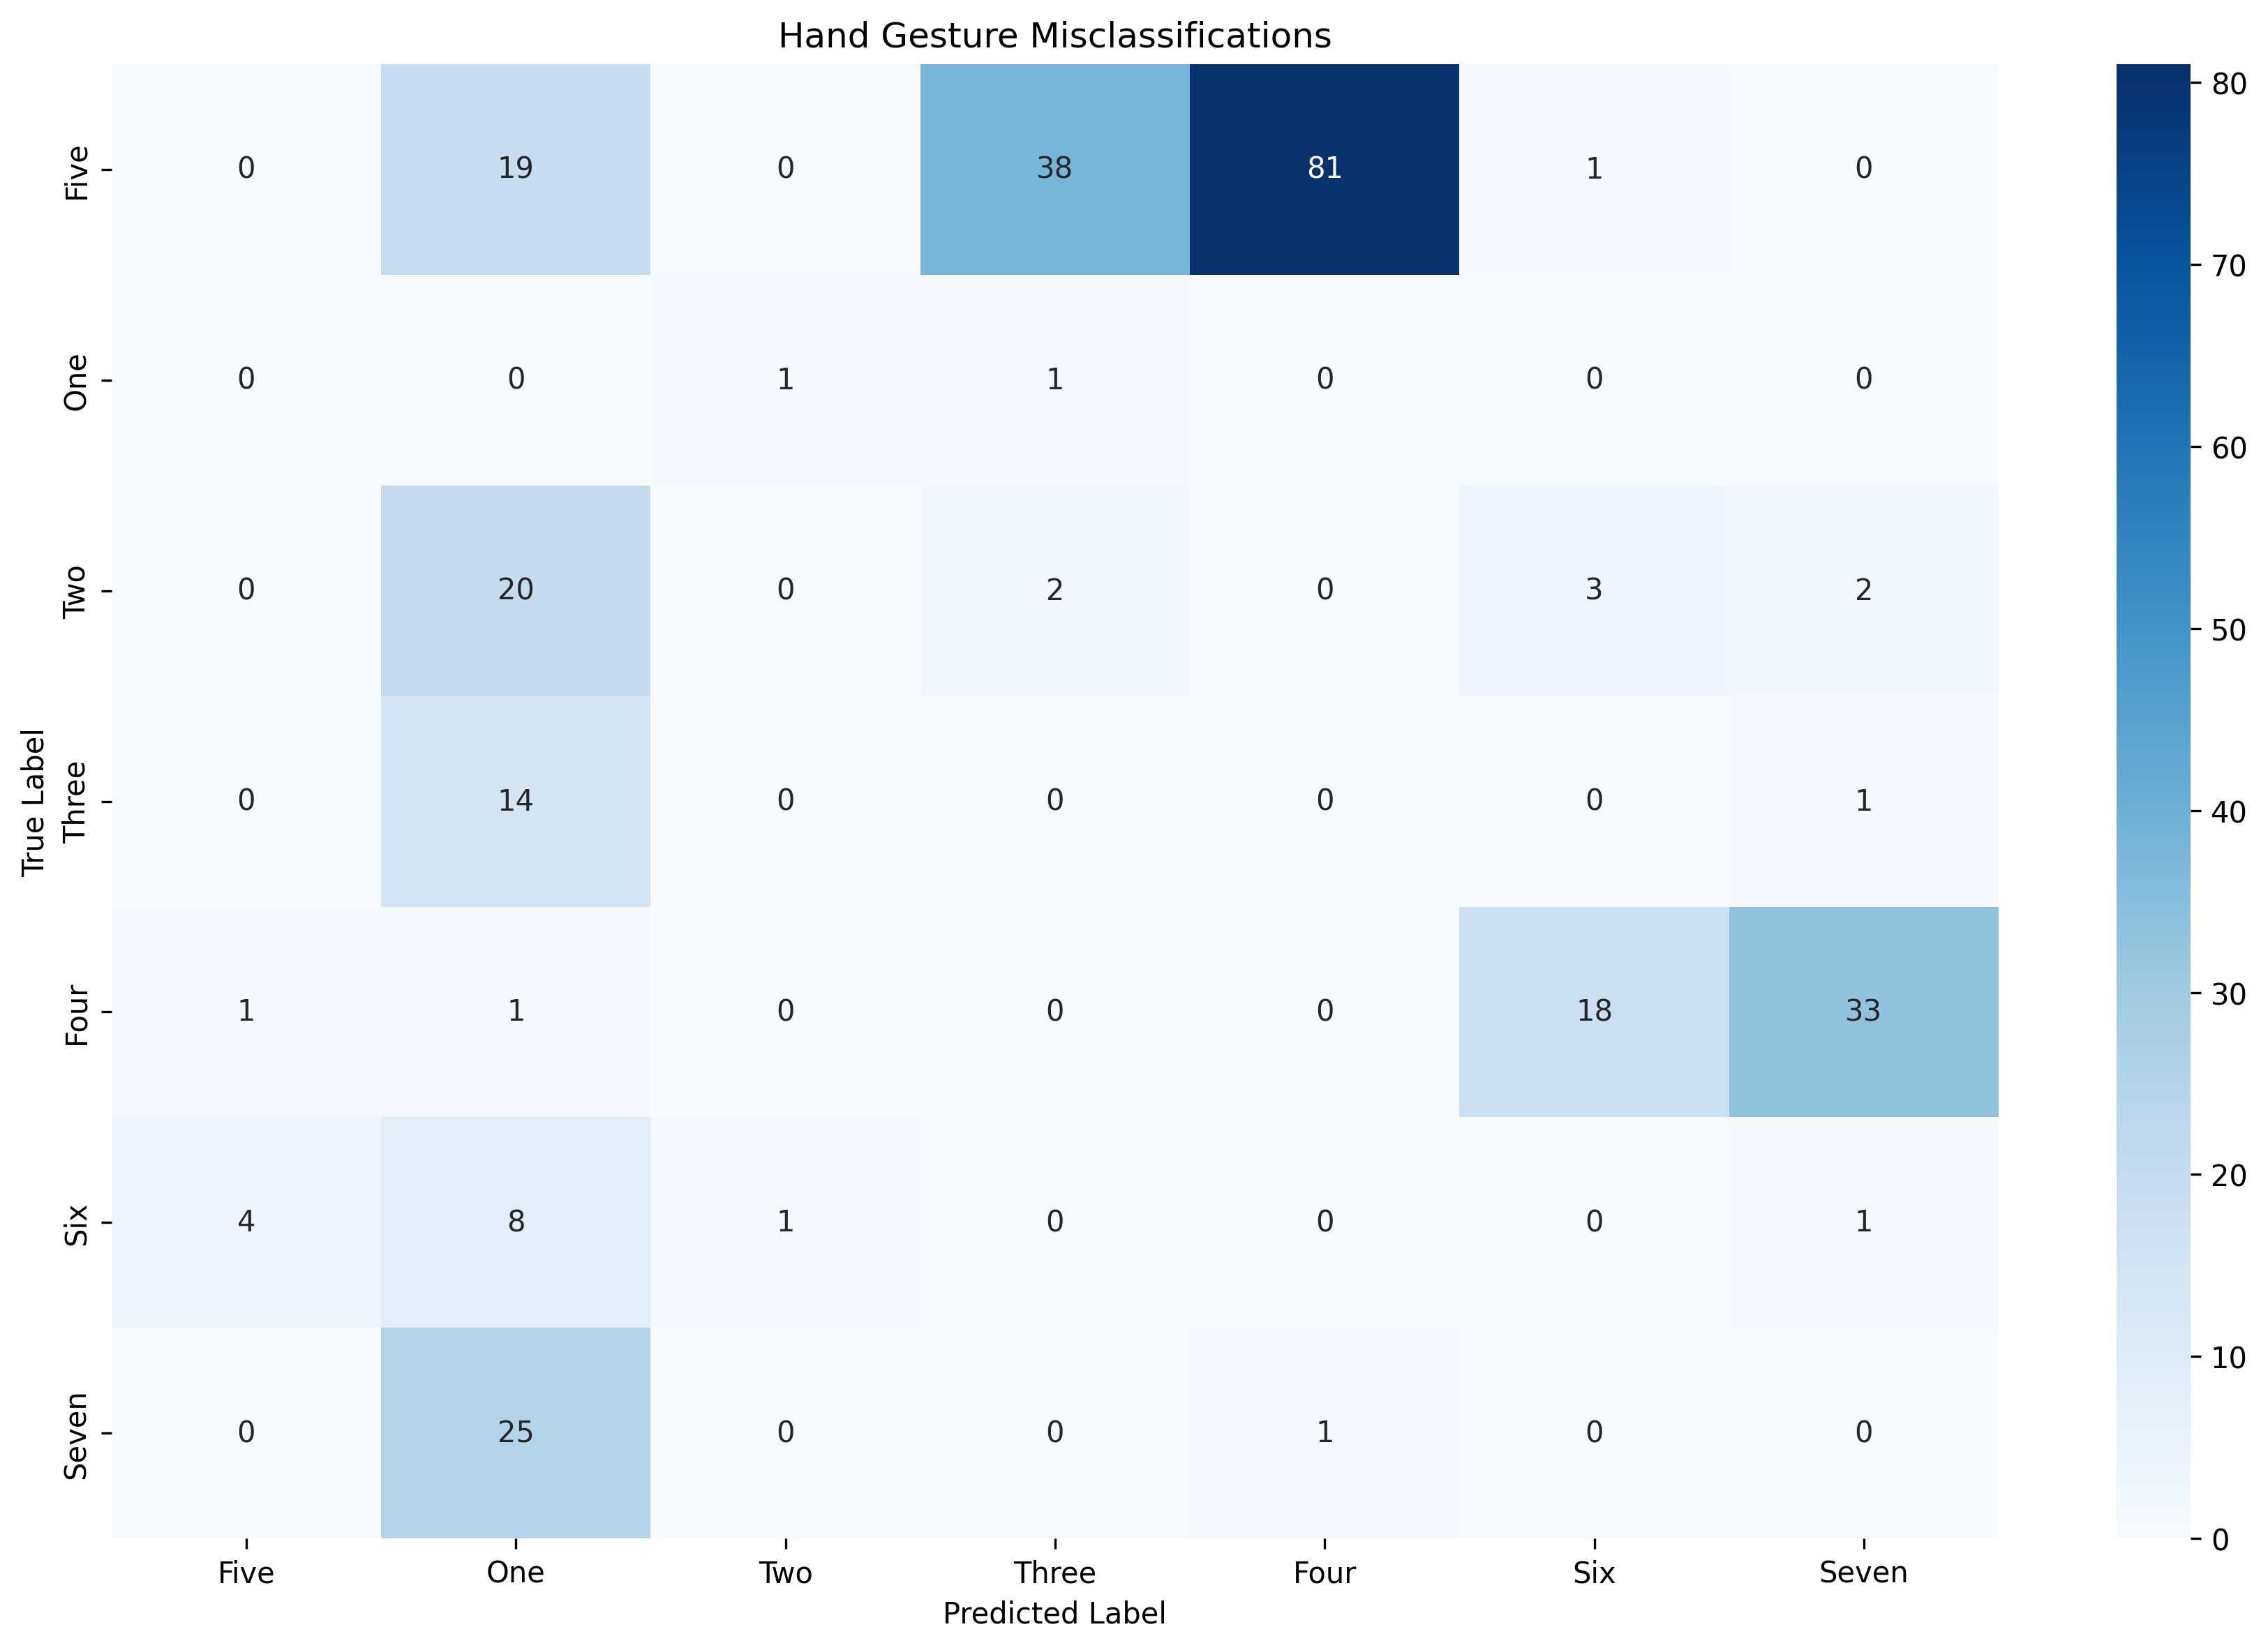 Hand Gesture Misclassifications
True Label
Five 0 19 0 38 81 1 0
One 0 0 1 1 0 0 0
Two 0 20 0 2 0 3 2
Three 0 14 0 0 0 0 1
Four 1 1 0 0 0 18 33
Six 4 8 1 0 0 0 1
Seven 0 25 0 0 1 0 0
Five One Two Three Four Six Seven
Predicted Label
80
70
60
50
40
30
20
10
0